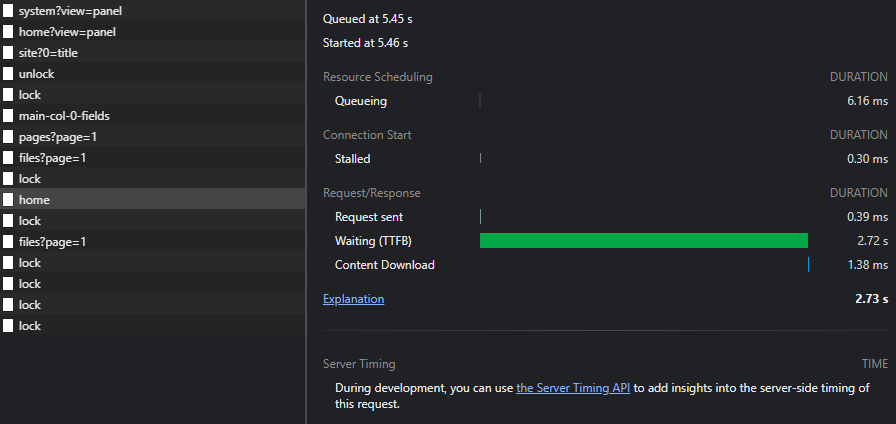 system?view=panel
home?view=panel
site?0=title
unlock
lock
main-col-0-fields
pages?page=1
files?page=1
lock
home
lock
files?page=1
lock
lock
lock
lock
Queued at 5.45 s
Started at 5.46 s
Resource Scheduling DURATION
Queueing 6.16 ms
Connection Start DURATION
Stalled 0.30 ms
Request/Response DURATION
Request sent 0.39 ms
Waiting (TTFB) 2.72 s
Content Download 1.38 ms
Explanation 2.73 s
Server Timing TIME
During development, you can use the Server Timing API to add insights into the server-side timing of
this request.